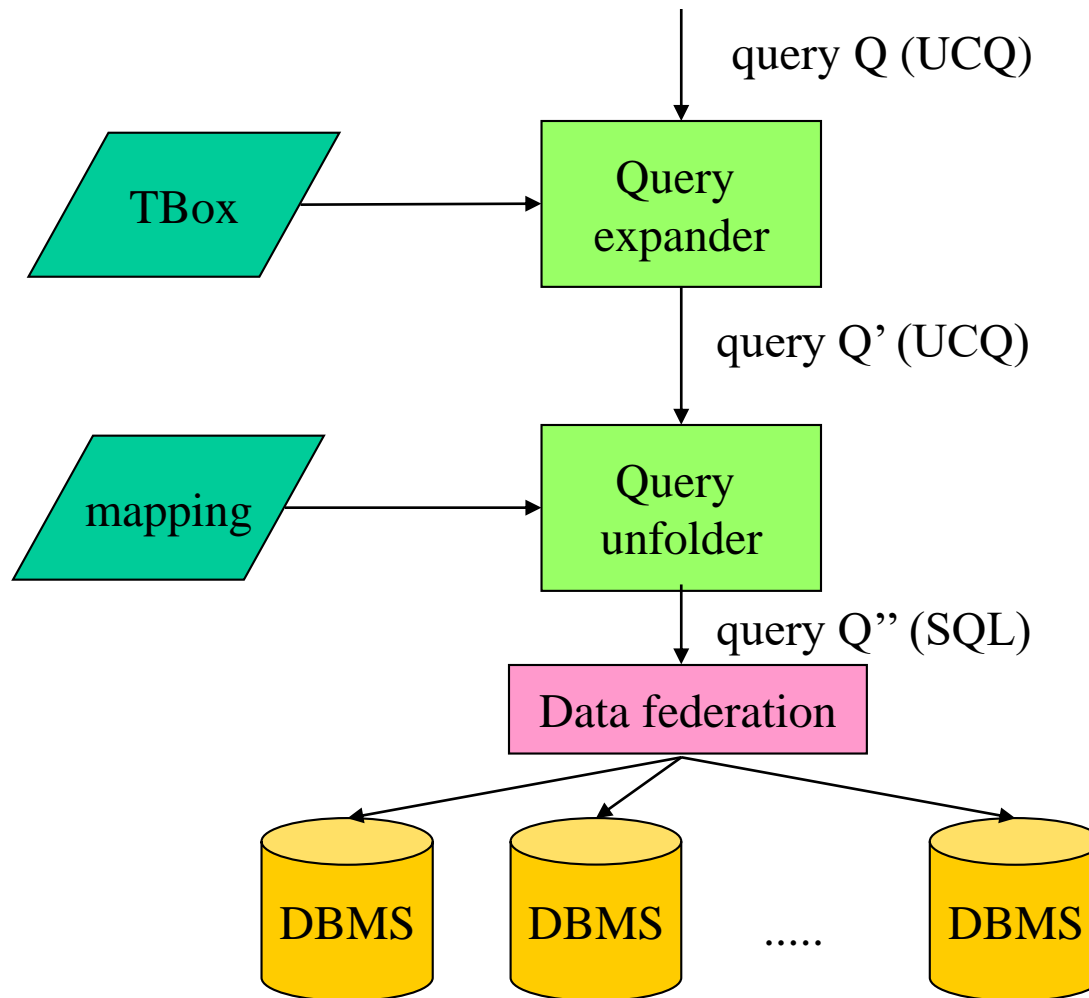 query Q (UCQ)
TBox
Query
expander
query Q’ (UCQ)
mapping
Query
unfolder
query Q’’ (SQL)
Data federation
DBMS
DBMS
.....
DBMS